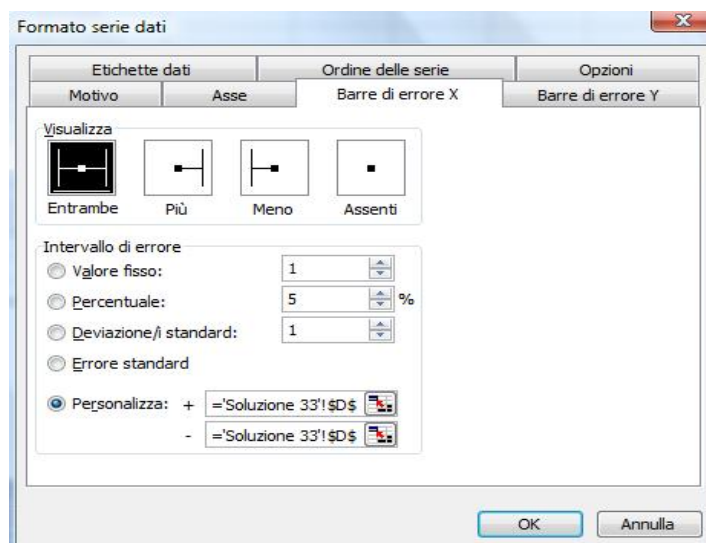 Formato serie dati
Etichette dati Ordine delle serie Opzioni
Motivo Asse Barre di errore X Barre di errore Y
Visualizza
Entrambe Più Meno Assenti
Intervallo di errore
Valore fisso: 1
Percentuale: 5 %
Deviazione/i standard: 1
Errore standard
Personalizza: + ='Soluzione 33'!$D$
- ='Soluzione 33'!$D$
OK Annulla